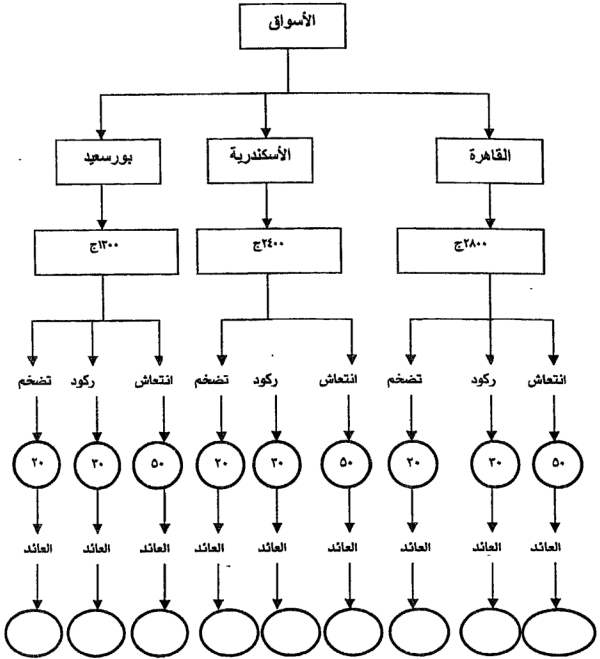 الأسواق
القاهرة الأسكندرية بورسعيد
٢٨٠٠ج ٢٤٠٠ج ١٣٠٠ج
انتعاش ركود تضخم انتعاش ركود تضخم انتعاش ركود تضخم
٥٠ ٣٠ ٢٠ ٥٠ ٣٠ ٢٠ ٥٠ ٣٠ ٢٠
العائد العائد العائد العائد العائد العائد العائد العائد العائد